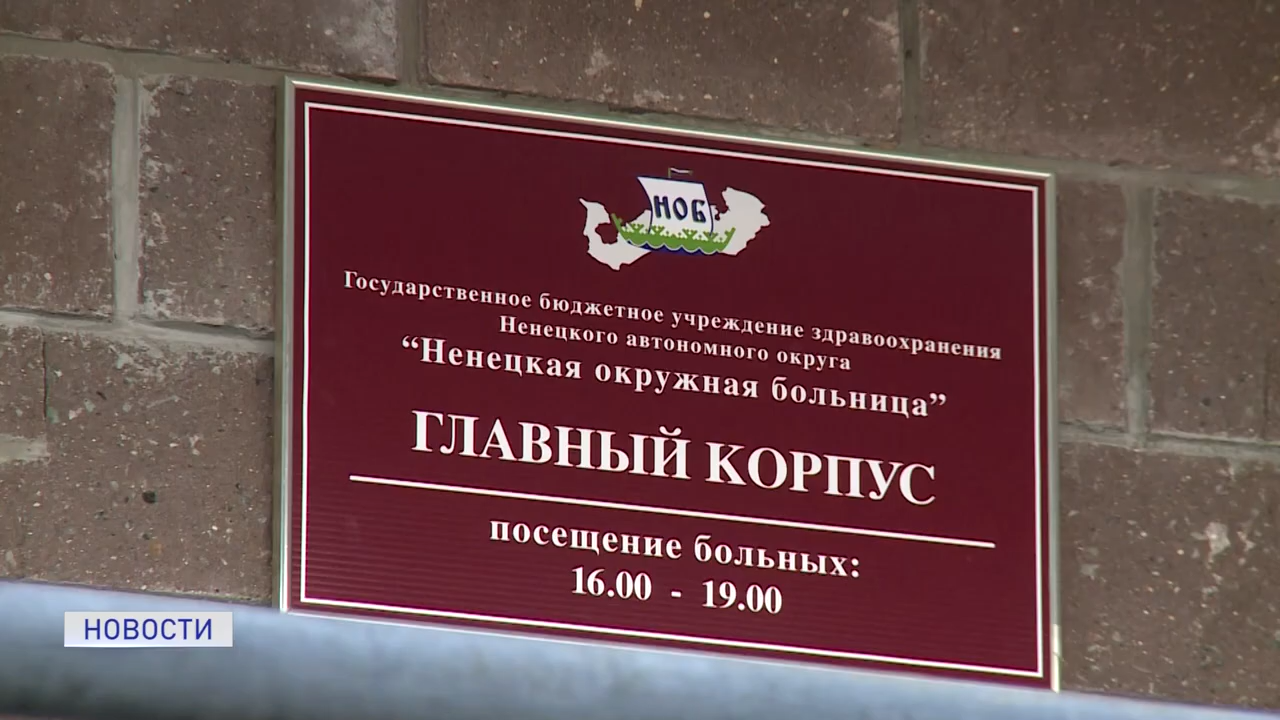 НОБ
Государственное бюджетное учреждение здравоохранения
Ненецкого автономного округа
“Ненецкая окружная больница”
ГЛАВНЫЙ КОРПУС
посещение больных:
16.00 - 19.00
НОВОСТИ